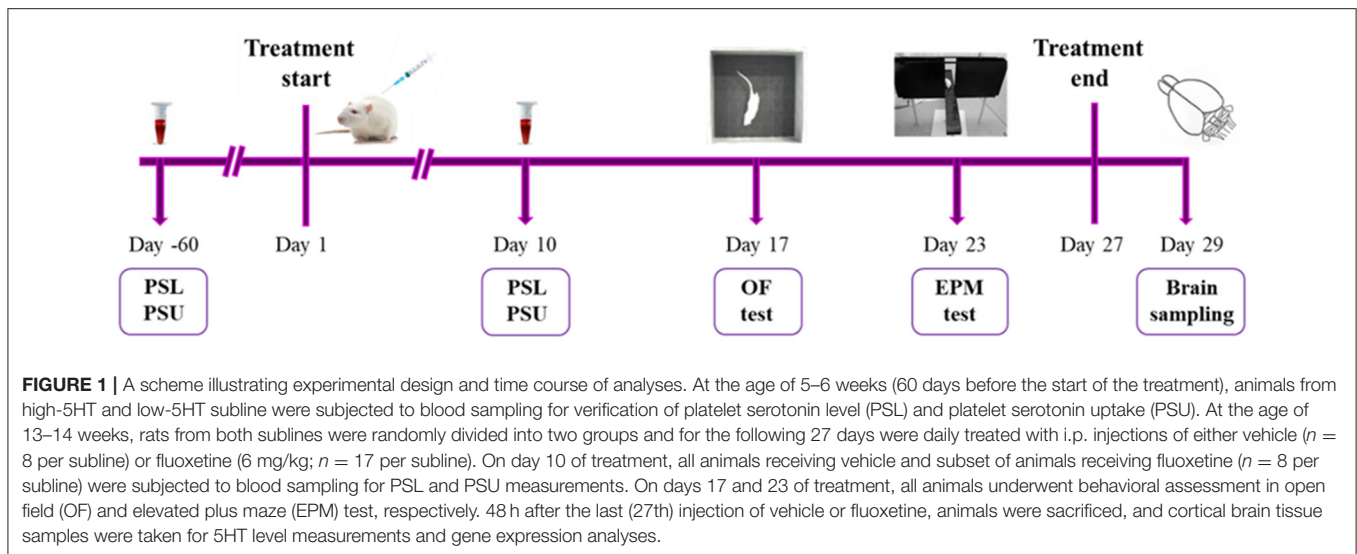 Treatment
start
Treatment
end
Day -60
Day 1
Day 10
Day 17
Day 23
Day 27
Day 29
PSL
PSU
PSL
PSU
OF
test
EPM
test
Brain
sampling
FIGURE 1 | A scheme illustrating experimental design and time course of analyses. At the age of 5–6 weeks (60 days before the start of the treatment), animals from
high-5HT and low-5HT subline were subjected to blood sampling for verification of platelet serotonin level (PSL) and platelet serotonin uptake (PSU). At the age of
13–14 weeks, rats from both sublines were randomly divided into two groups and for the following 27 days were daily treated with i.p. injections of either vehicle (n =
8 per subline) or fluoxetine (6 mg/kg; n = 17 per subline). On day 10 of treatment, all animals receiving vehicle and subset of animals receiving fluoxetine (n = 8 per
subline) were subjected to blood sampling for PSL and PSU measurements. On days 17 and 23 of treatment, all animals underwent behavioral assessment in open
field (OF) and elevated plus maze (EPM) test, respectively. 48 h after the last (27th) injection of vehicle or fluoxetine, animals were sacrificed, and cortical brain tissue
samples were taken for 5HT level measurements and gene expression analyses.